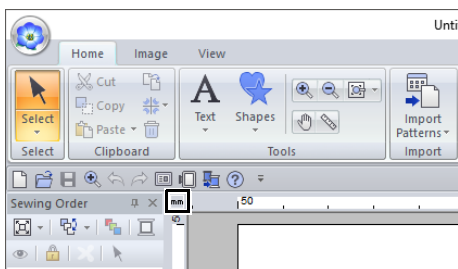 Unti
Home Image View
Select
Cut
Copy
Paste
A
Text
Shapes
Import
Patterns
Select Clipboard Tools Import
Sewing Order
mm
50